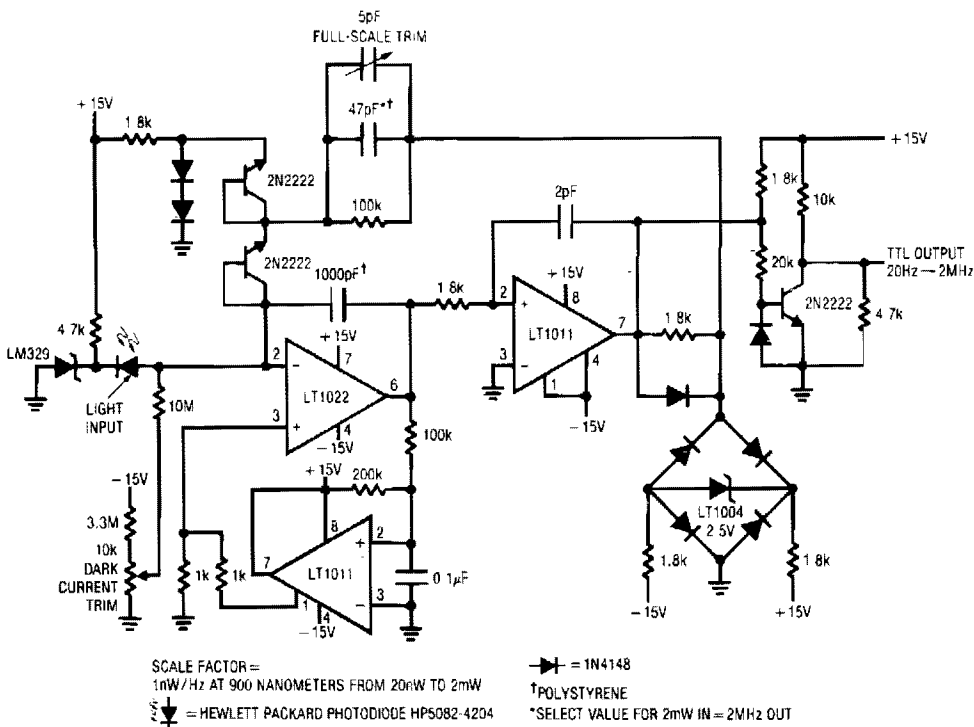 5pF
FULL-SCALE TRIM
+15V
1 8k
47pF*†
2N2222
100k
2N2222
1000pF†
2pF
+15V
1 8k
10k
20k
TTL OUTPUT
20Hz→2MHz
2N2222
4 7k
4 7k
LM329
LIGHT
INPUT
10M
+15V
2
7
LT1022
6
3
4
-15V
1 8k
+15V
2
8
LT1011
7
3
1
4
-15V
1 8k
100k
-15V
3.3M
10k
DARK
CURRENT
TRIM
1k
1k
+15V
200k
8
7
2
LT1011
1
4
3
-15V
0 1μF
LT1004
2 5V
1.8k
1 8k
-15V
+15V
SCALE FACTOR =
1nW/Hz AT 900 NANOMETERS FROM 20nW TO 2mW
= HEWLETT PACKARD PHOTODIODE HP5082-4204
= 1N4148
†POLYSTYRENE
*SELECT VALUE FOR 2mW IN = 2MHz OUT